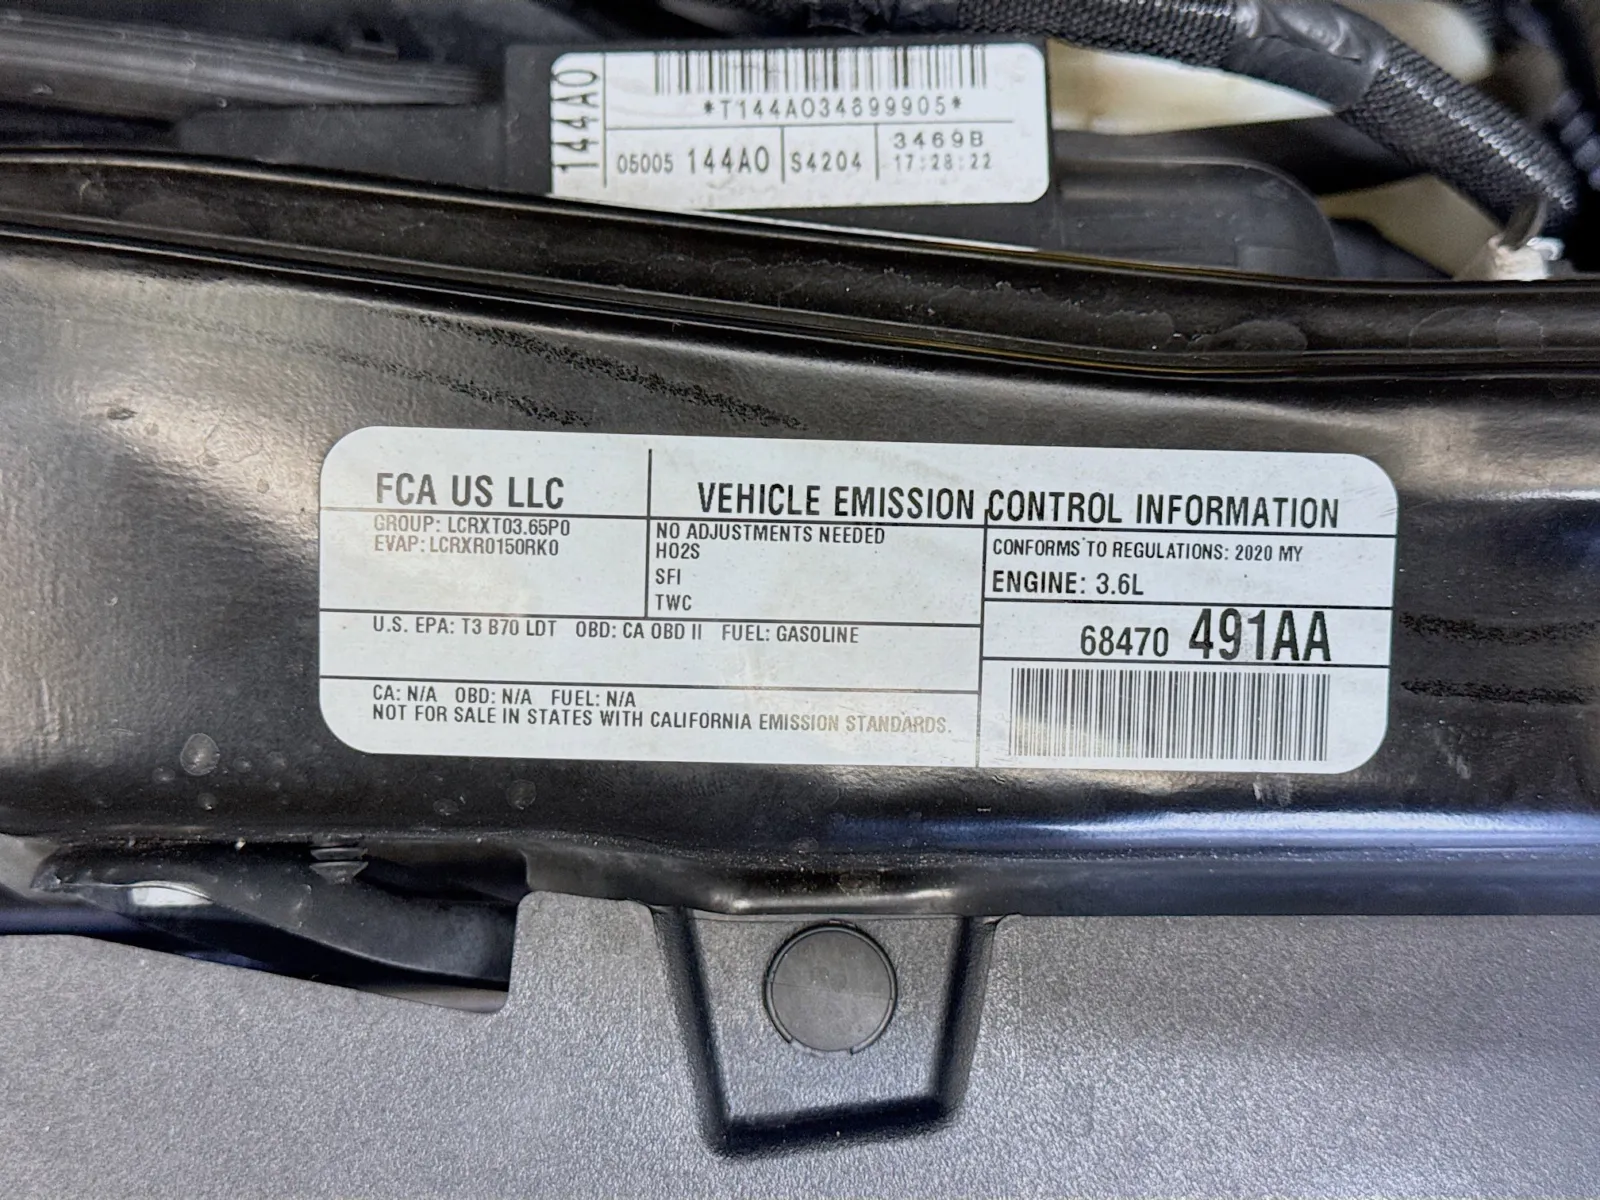 144A0
*T144A034699905*
05005 144A0 S4204 3469B
17:28:22
FCA US LLC
VEHICLE EMISSION CONTROL INFORMATION
GROUP: LCRXT03.65P0
EVAP: LCRXR0150RK0
NO ADJUSTMENTS NEEDED
HO2S
SFI
TWC
CONFORMS TO REGULATIONS: 2020 MY
ENGINE: 3.6L
U.S. EPA: T3 B70 LDT OBD: CA OBD II FUEL: GASOLINE
68470 491AA
CA: N/A OBD: N/A FUEL: N/A
NOT FOR SALE IN STATES WITH CALIFORNIA EMISSION STANDARDS.